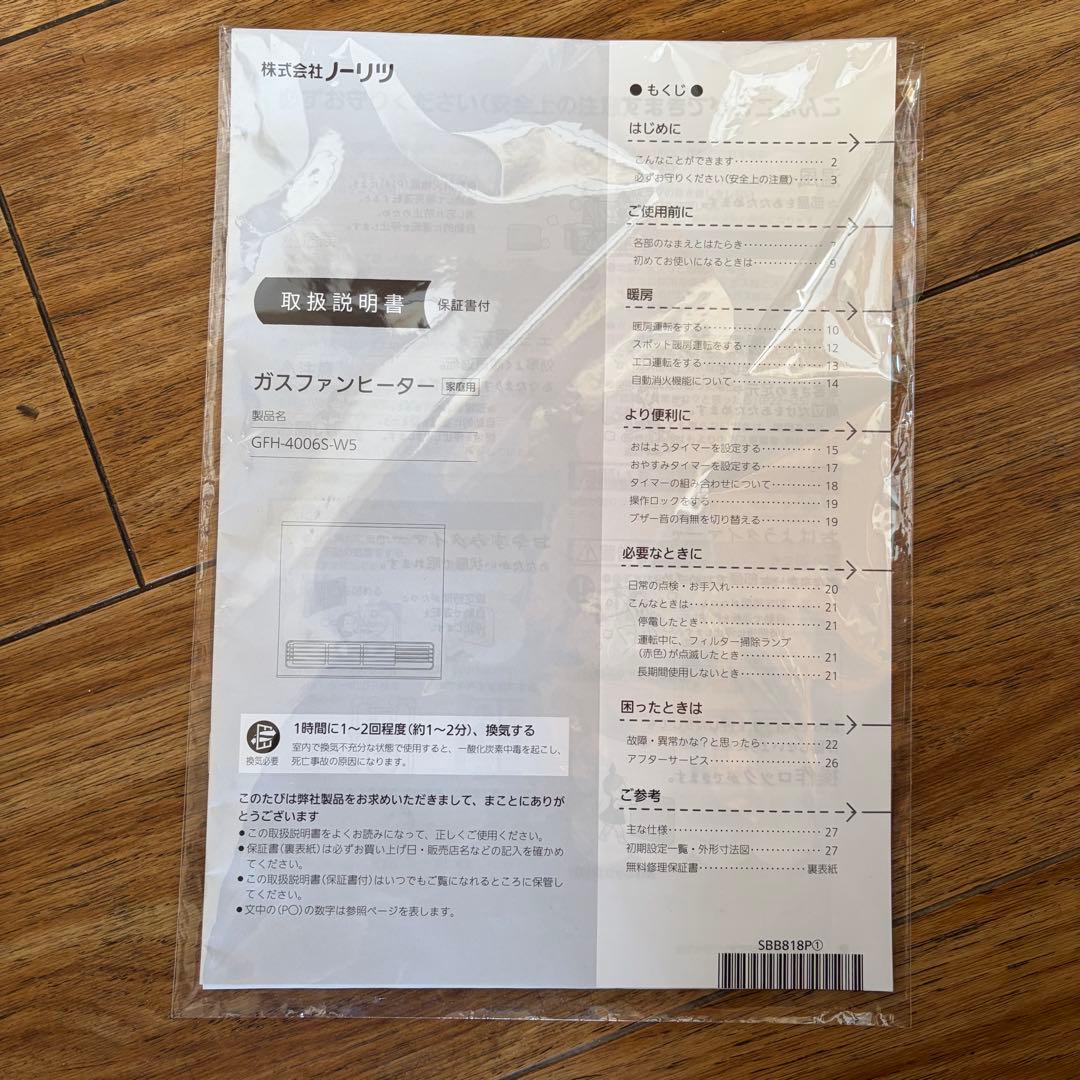 株式会社ノーリツ
取扱説明書 保証書付
ガスファンヒーター 家庭用
製品名
GFH-4006S-W5
換気必要
1時間に1〜2回程度(約1〜2分)、換気する
室内で換気不充分な状態で使用すると、一酸化炭素中毒を起こし、
死亡事故の原因になります。
このたびは弊社製品をお求めいただきまして、まことにありが
とうございます
●この取扱説明書をよくお読みになって、正しくご使用ください。
●保証書(裏表紙)は必ずお買い上げ日・販売店名などの記入を確かめ
てください。
●この取扱説明書(保証書付)はいつでもご覧になれるところに保管し
てください。
●文中の(P○)の数字は参照ページを表します。
●もくじ●
はじめに
こんなことができます・・・・・・・・・・・・・・・・・ 2
必ずお守りください(安全上の注意)・・・・・・ 3
ご使用前に
各部のなまえとはたらき・・・・・・・・・・・・・・・ 7
初めてお使いになるときは・・・・・・・・・・・・・ 9
暖房
暖房運転をする・・・・・・・・・・・・・・・・・・・・・・ 10
スポット暖房運転をする・・・・・・・・・・・・・・・ 12
エコ運転をする・・・・・・・・・・・・・・・・・・・・・・ 13
自動消火機能について・・・・・・・・・・・・・・・・・ 14
より便利に
おはようタイマーを設定する・・・・・・・・・・・ 15
おやすみタイマーを設定する・・・・・・・・・・・ 17
タイマーの組み合わせについて・・・・・・・・・ 18
操作ロックをする・・・・・・・・・・・・・・・・・・・・ 19
ブザー音の有無を切り替える・・・・・・・・・・・ 19
必要なときに
日常の点検・お手入れ・・・・・・・・・・・・・・・・・ 20
こんなときは・・・・・・・・・・・・・・・・・・・・・・・・ 21
停電したとき・・・・・・・・・・・・・・・・・・・・・・・・ 21
運転中に、フィルター掃除ランプ
(赤色)が点滅したとき・・・・・・・・・・・・・・・・ 21
長期間使用しないとき・・・・・・・・・・・・・・・・・ 21
困ったときは
故障・異常かな?と思ったら・・・・・・・・・・・ 22
アフターサービス・・・・・・・・・・・・・・・・・・・・ 26
ご参考
主な仕様・・・・・・・・・・・・・・・・・・・・・・・・・・・・ 27
初期設定一覧・外形寸法図・・・・・・・・・・・・・ 27
無料修理保証書・・・・・・・・・・・・・・・・・・・ 裏表紙
SBB818P①